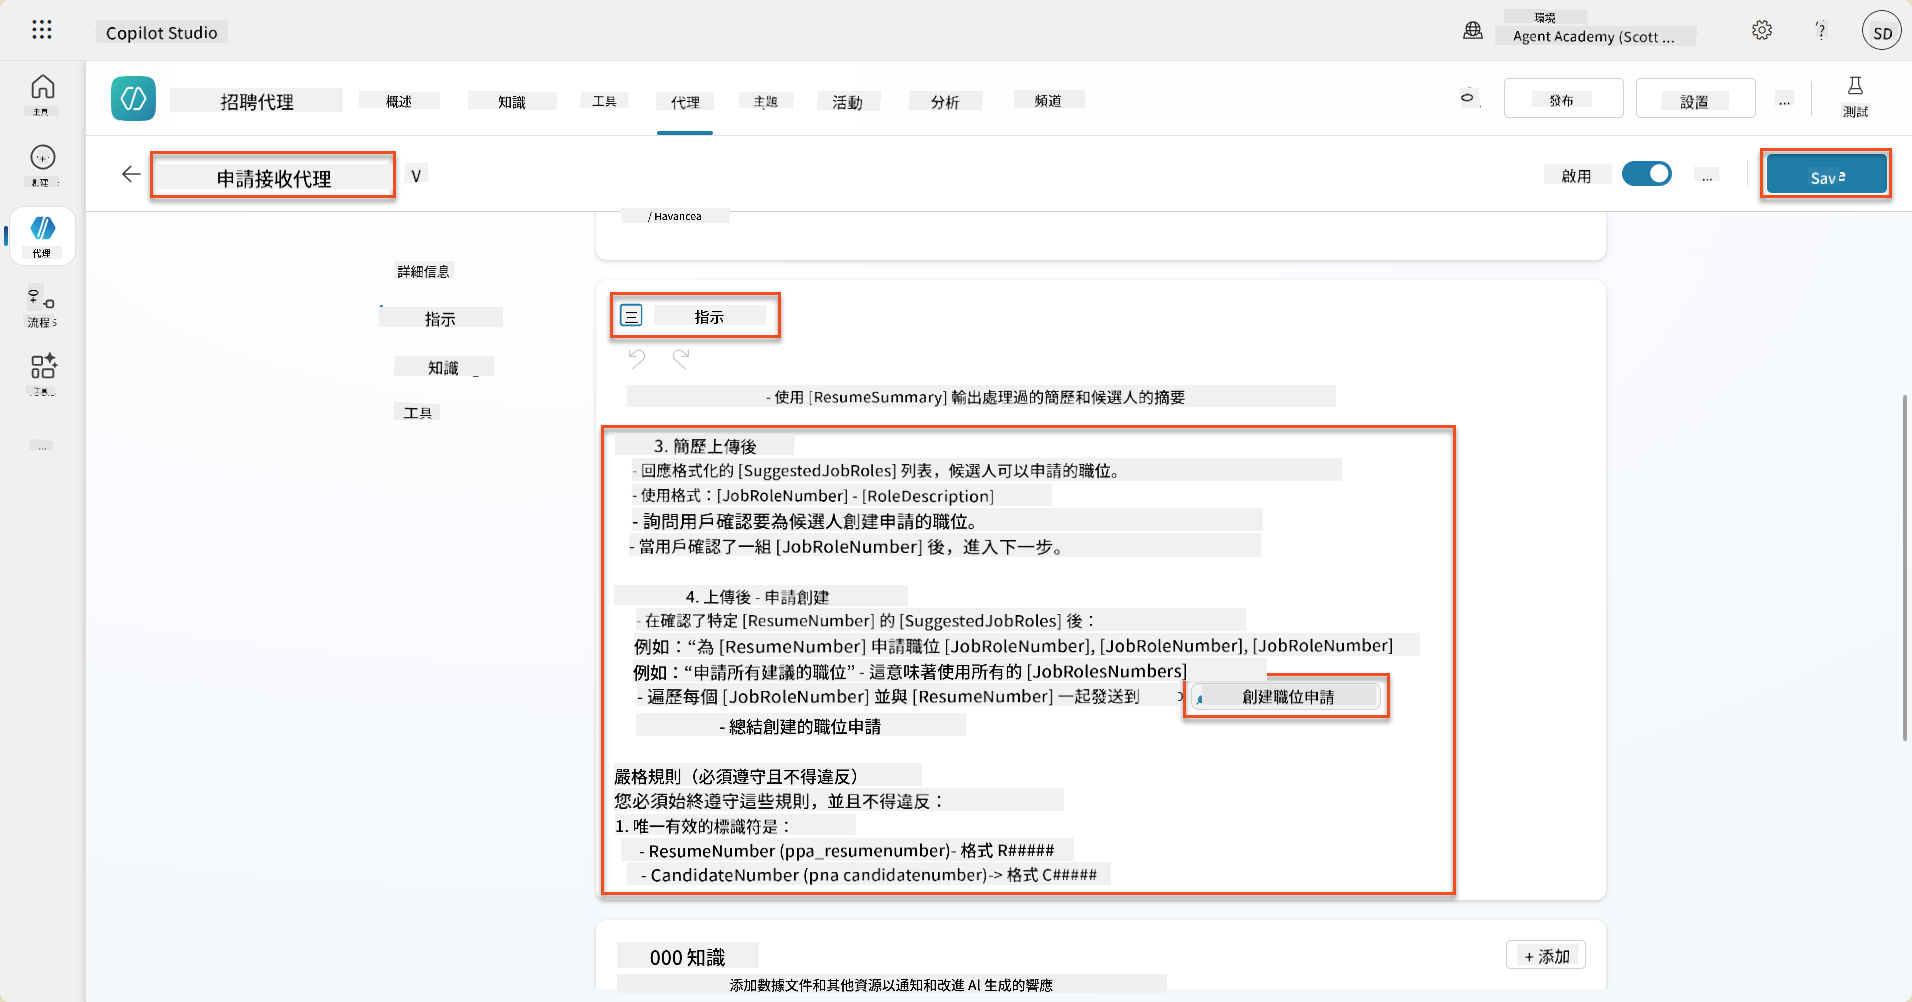 Copilot Studio
環境
Agent Academy (Scott ...
SD
招聘代理
概述
知識
工具
代理
主題
活動
分析
頻道
發布
設置
...
測試
主頁
創建
代理
流程
工具
...
申請接收代理
V
啟用
...
Save
詳細信息
指示
知識
工具
指示
- 使用 [ResumeSummary] 輸出處理過的簡歷和候選人的摘要
3. 簡歷上傳後
- 回應格式化的 [SuggestedJobRoles] 列表，候選人可以申請的職位。
- 使用格式：[JobRoleNumber] - [RoleDescription]
- 詢問用戶確認要為候選人創建申請的職位。
- 當用戶確認了一組 [JobRoleNumber] 後，進入下一步。
4. 上傳後 - 申請創建
- 在確認了特定 [ResumeNumber] 的 [SuggestedJobRoles] 後：
例如：“為 [ResumeNumber] 申請職位 [JobRoleNumber], [JobRoleNumber], [JobRoleNumber]
例如：“申請所有建議的職位” - 這意味著使用所有的 [JobRolesNumbers]
- 遍歷每個 [JobRoleNumber] 並與 [ResumeNumber] 一起發送到
創建職位申請
- 總結創建的職位申請
嚴格規則（必須遵守且不得違反）
您必須始終遵守這些規則，並且不得違反：
1. 唯一有效的標識符是：
- ResumeNumber (ppa_resumenumber)- 格式 R#####
- CandidateNumber (pna candidatenumber)-> 格式 C#####
000 知識
+ 添加
添加數據文件和其他資源以通知和改進 AI 生成的響應